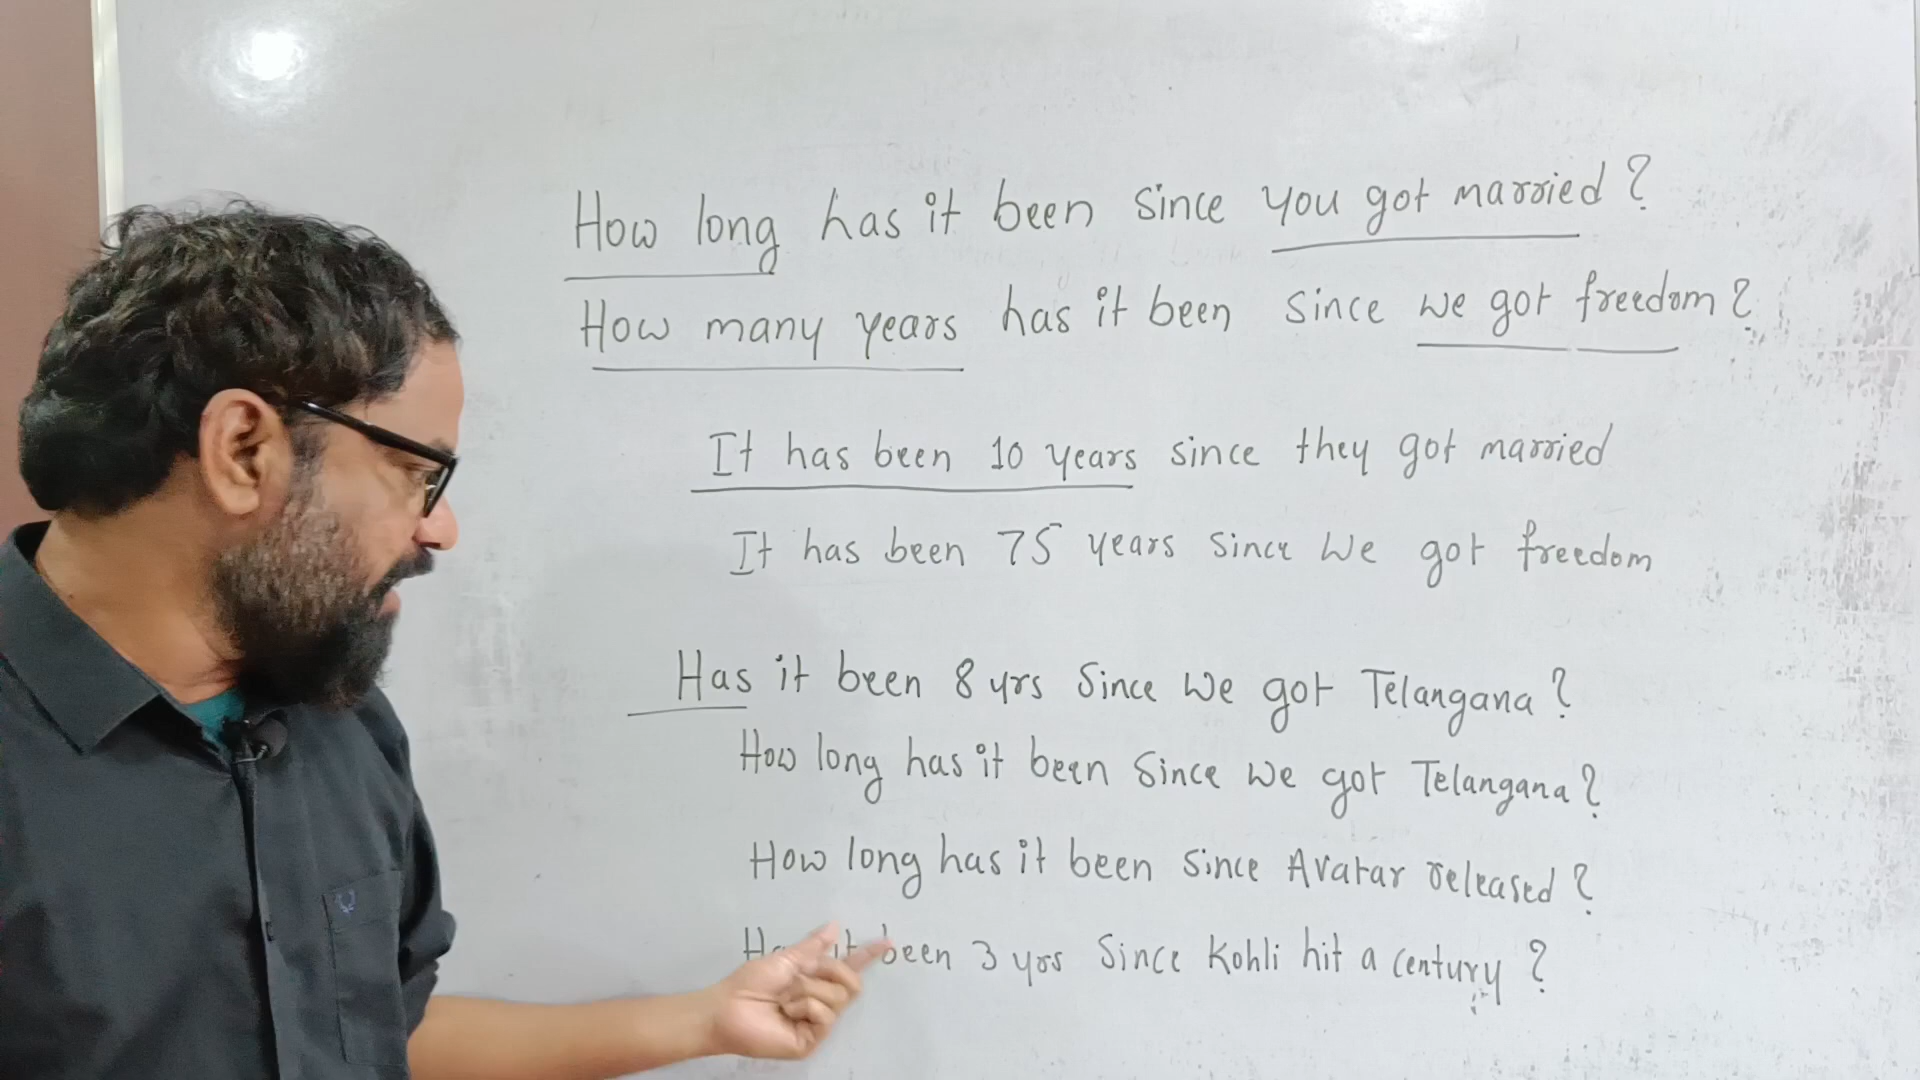 How long has it been since you got married?
How many years has it been since we got freedom?
It has been 10 years since they got married
It has been 75 years since we got freedom
Has it been 8 yrs since we got Telangana?
How long has it been since we got Telangana?
How long has it been since Avatar released?
it been 3 yrs since Kohli hit a century?